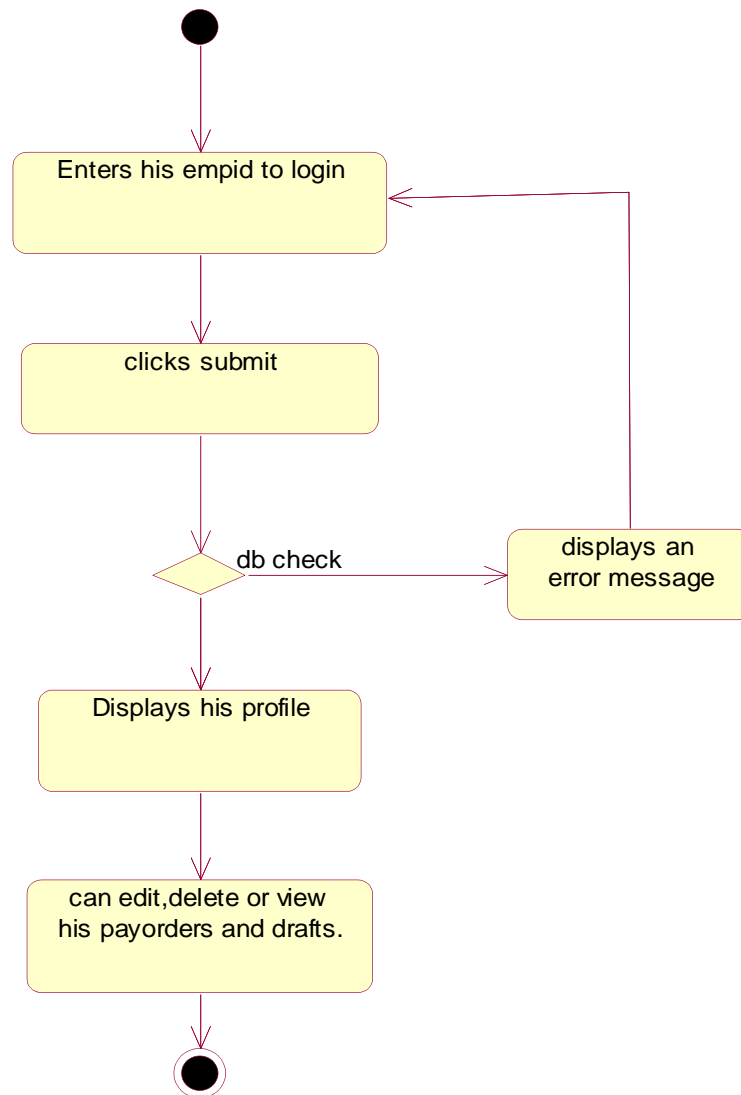 Enters his empid to login
clicks submit
db check
displays an
error message
Displays his profile
can edit,delete or view
his payorders and drafts.